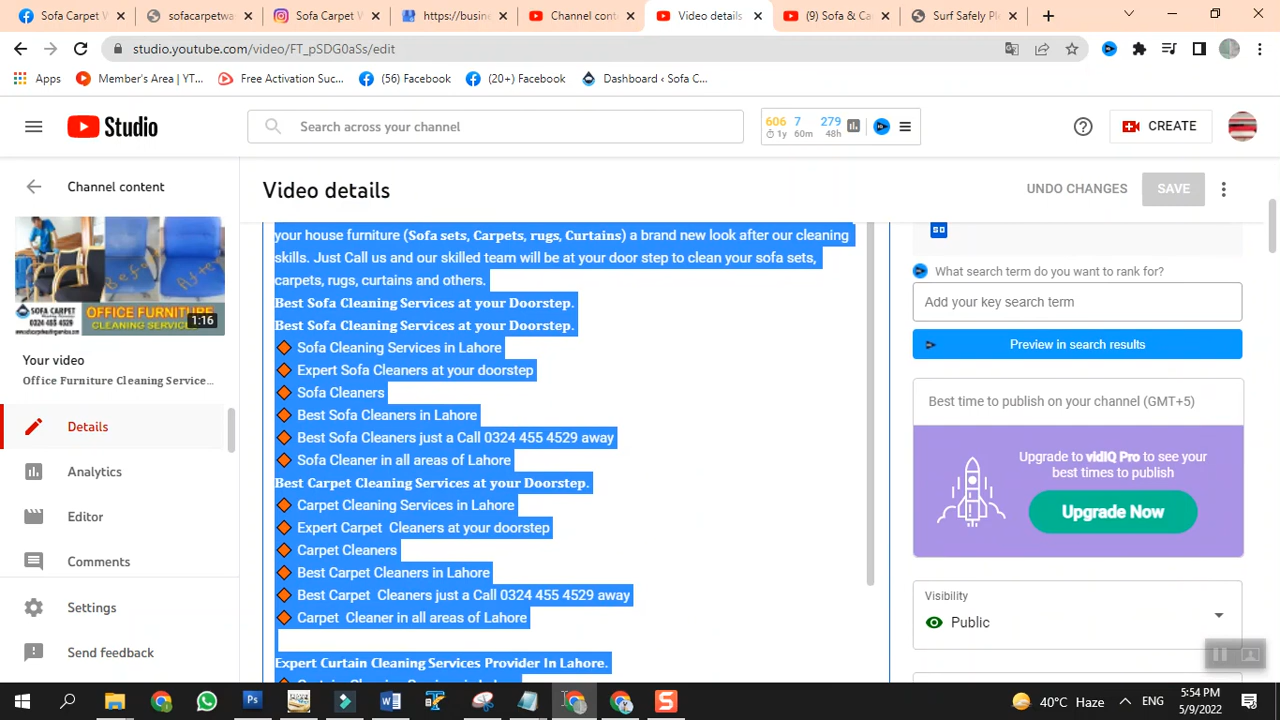 Sofa Carpet W
sofacarpetwa
Sofa Carpet W
https://busine
Channel cont
Video details
(9) Sofa & Ca
Surf Safely Pl
studio.youtube.com/video/FT_pSDG0aSs/edit
Apps
Member's Area | YT...
Free Activation Suc...
(56) Facebook
(20+) Facebook
Dashboard ‹ Sofa C...
Studio
Search across your channel
606 7 279
1y 60m 48h
CREATE
Channel content
Video details
UNDO CHANGES
SAVE
your house furniture (Sofa sets, Carpets, rugs, Curtains) a brand new look after our cleaning
skills. Just Call us and our skilled team will be at your door step to clean your sofa sets,
carpets, rugs, curtains and others.
Best Sofa Cleaning Services at your Doorstep.
Best Sofa Cleaning Services at your Doorstep.
Sofa Cleaning Services in Lahore
Expert Sofa Cleaners at your doorstep
Sofa Cleaners
Best Sofa Cleaners in Lahore
Best Sofa Cleaners just a Call 0324 455 4529 away
Sofa Cleaner in all areas of Lahore
Best Carpet Cleaning Services at your Doorstep.
Carpet Cleaning Services in Lahore
Expert Carpet  Cleaners at your doorstep
Carpet Cleaners
Best Carpet Cleaners in Lahore
Best Carpet  Cleaners just a Call 0324 455 4529 away
Carpet  Cleaner in all areas of Lahore
Expert Curtain Cleaning Services Provider In Lahore.
What search term do you want to rank for?
Add your key search term
Preview in search results
Best time to publish on your channel (GMT+5)
Upgrade to vidIQ Pro to see your
best times to publish
Upgrade Now
Visibility
Public
Before
After
SOFA CARPET
0324 455 4529
OFFICE FURNITURE
CLEANING SERVICES
1:16
Your video
Office Furniture Cleaning Service...
Details
Analytics
Editor
Comments
Settings
Send feedback
40°C Haze
ENG
5:54 PM
5/9/2022